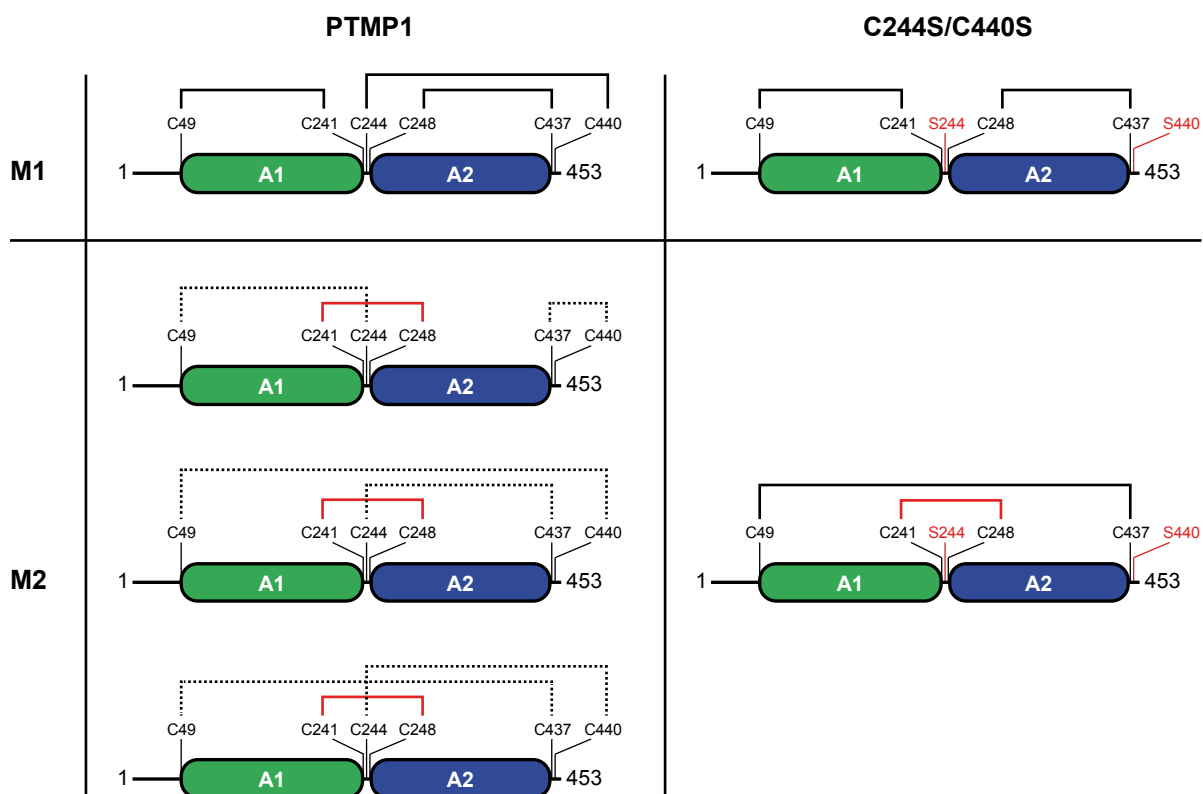 PTMP1 C244S/C440S
C49 C241 C244 C248 C437 C440 C49 C241 S244 C248 C437 S440
M1 1 A1 A2 453 1 A1 A2 453
C49 C241 C244 C248 C437 C440
1 A1 A2 453
C49 C241 C244 C248 C437 C440 C49 C241 S244 C248 C437 S440
M2 1 A1 A2 453 1 A1 A2 453
C49 C241 C244 C248 C437 C440
1 A1 A2 453